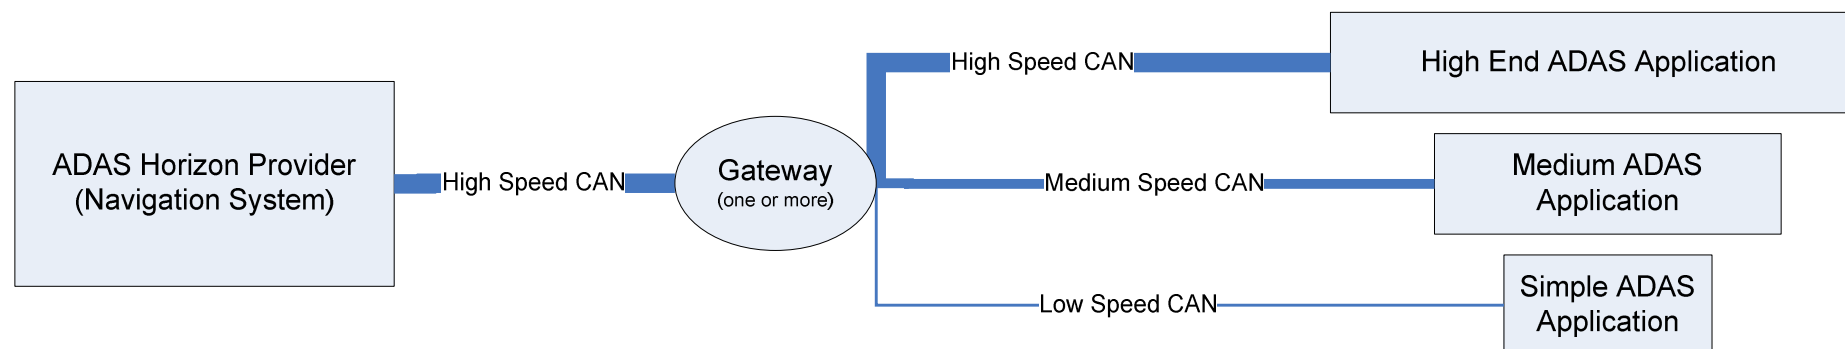 High Speed CAN
High End ADAS Application
ADAS Horizon Provider
(Navigation System)
High Speed CAN
Gateway
(one or more)
Medium Speed CAN
Medium ADAS
Application
Low Speed CAN
Simple ADAS
Application